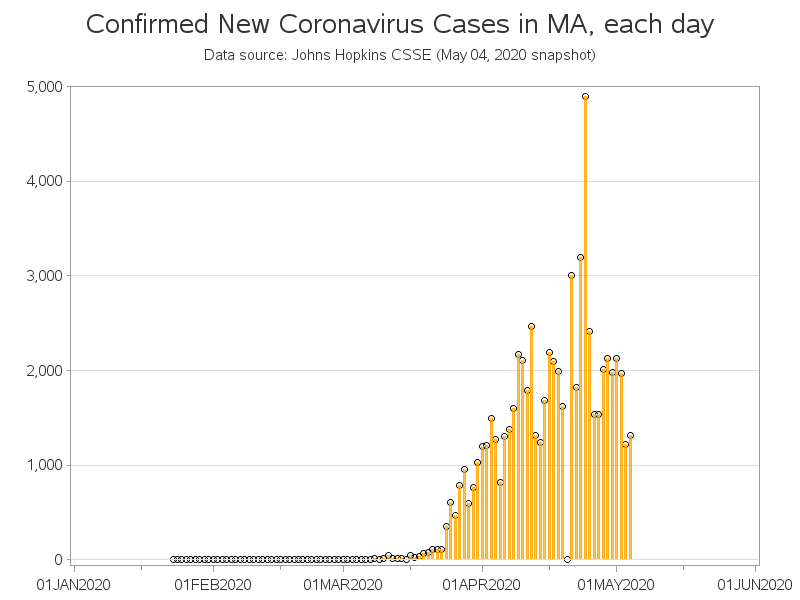 Confirmed New Coronavirus Cases in MA, each day
Data source: Johns Hopkins CSSE (May 04, 2020 snapshot)
5,000
4,000
3,000
2,000
1,000
0
01JAN2020 01FEB2020 01MAR2020 01APR2020 01MAY2020 01JUN2020